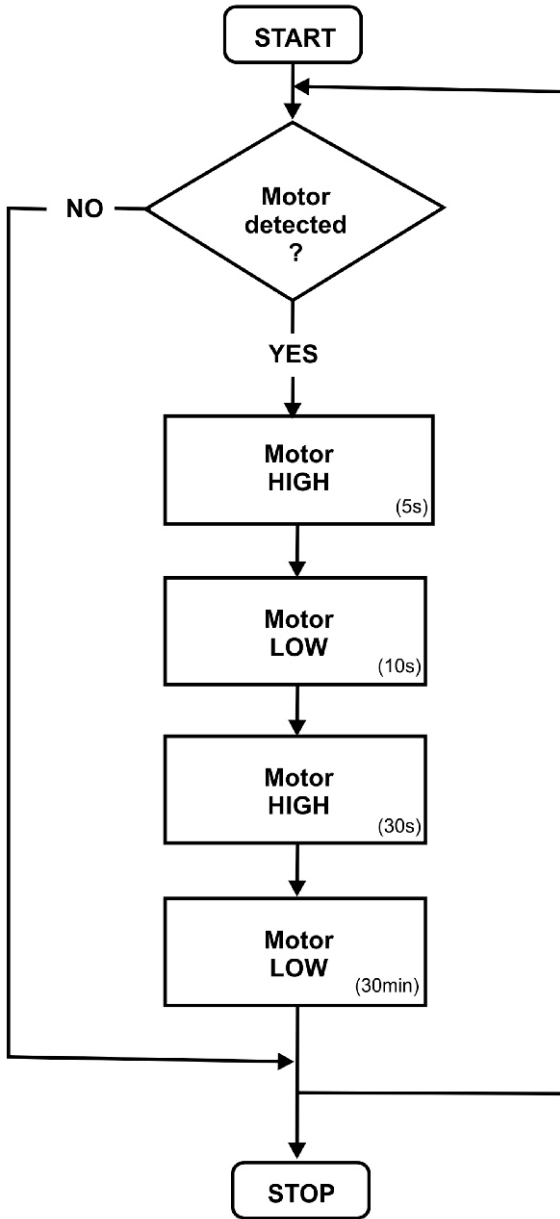 START
Motor
detected
?
NO
YES
Motor
HIGH
(5s)
Motor
LOW
(10s)
Motor
HIGH
(30s)
Motor
LOW
(30min)
STOP